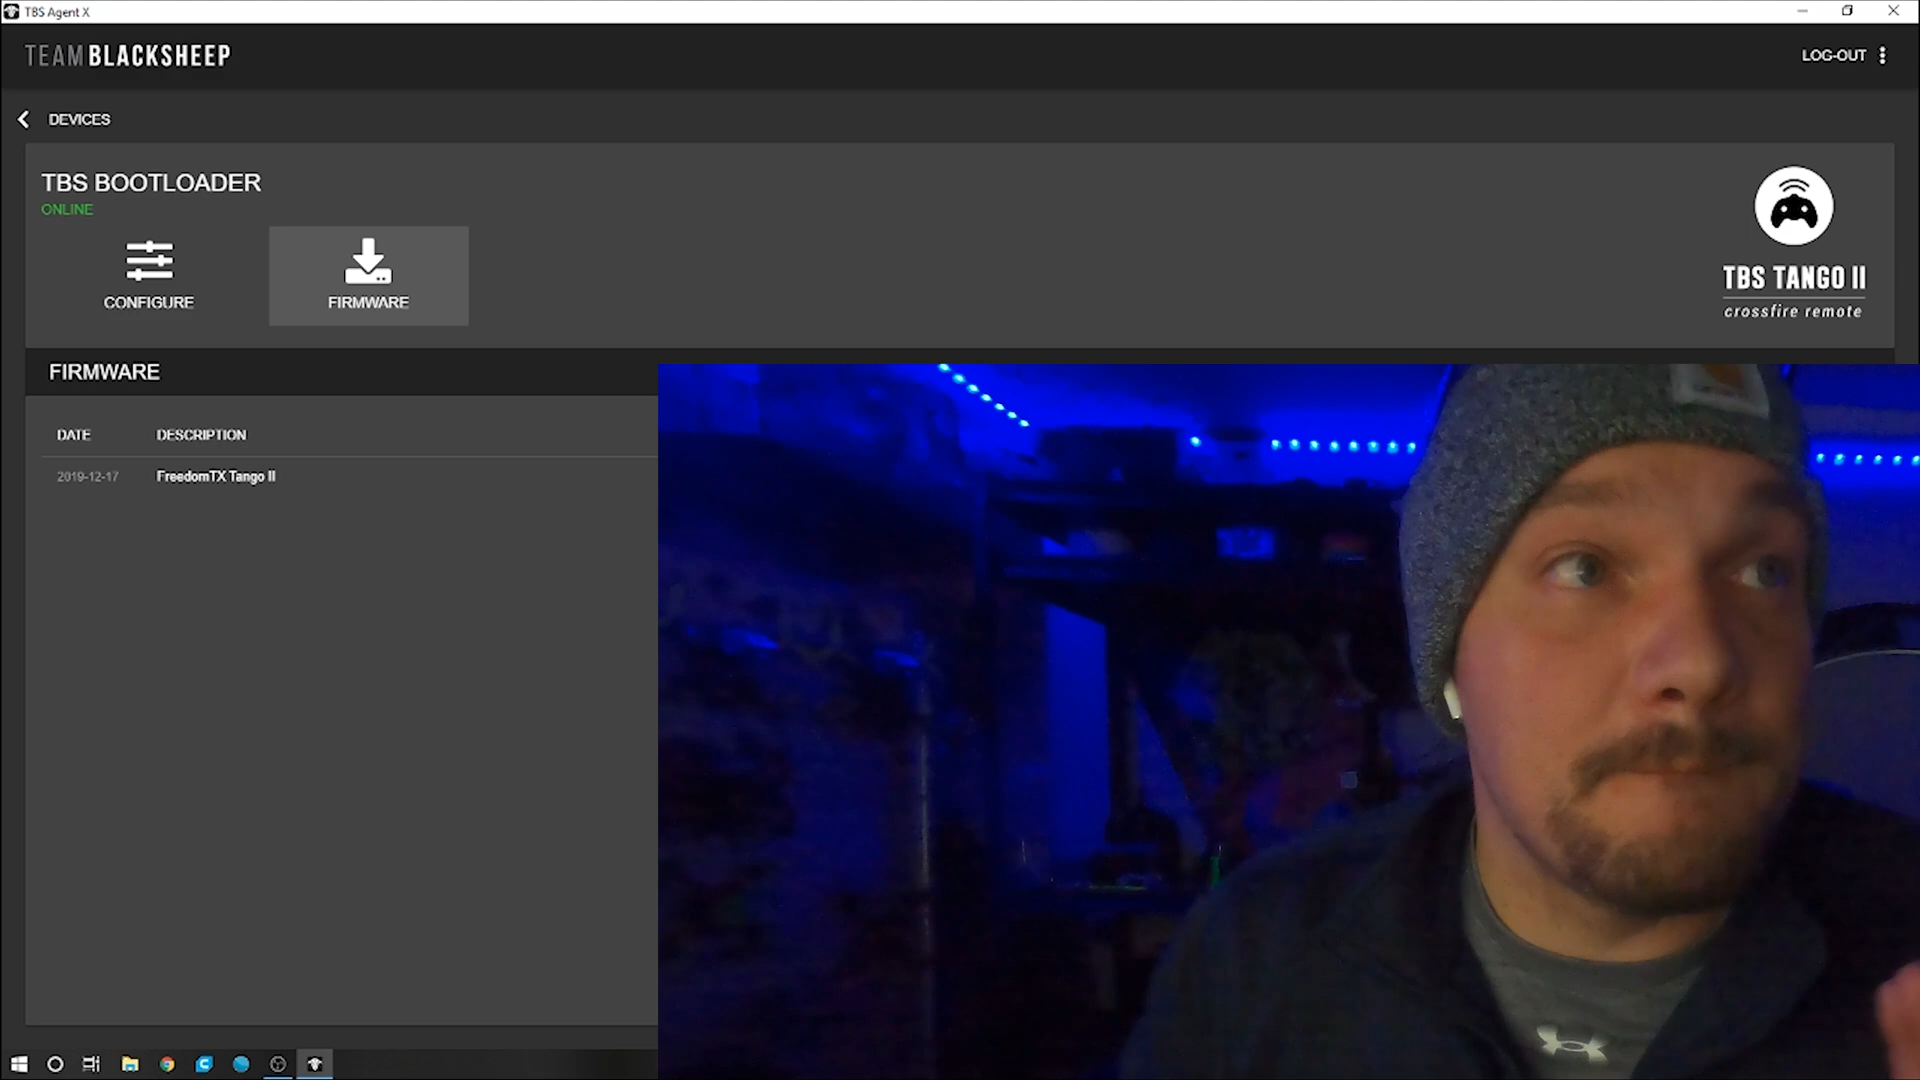 TBS Agent X
TEAMBLACKSHEEP
LOG-OUT
DEVICES
TBS BOOTLOADER
ONLINE
CONFIGURE
FIRMWARE
TBS TANGO II
crossfire remote
FIRMWARE
DATE DESCRIPTION
2019-12-17 FreedomTX Tango II